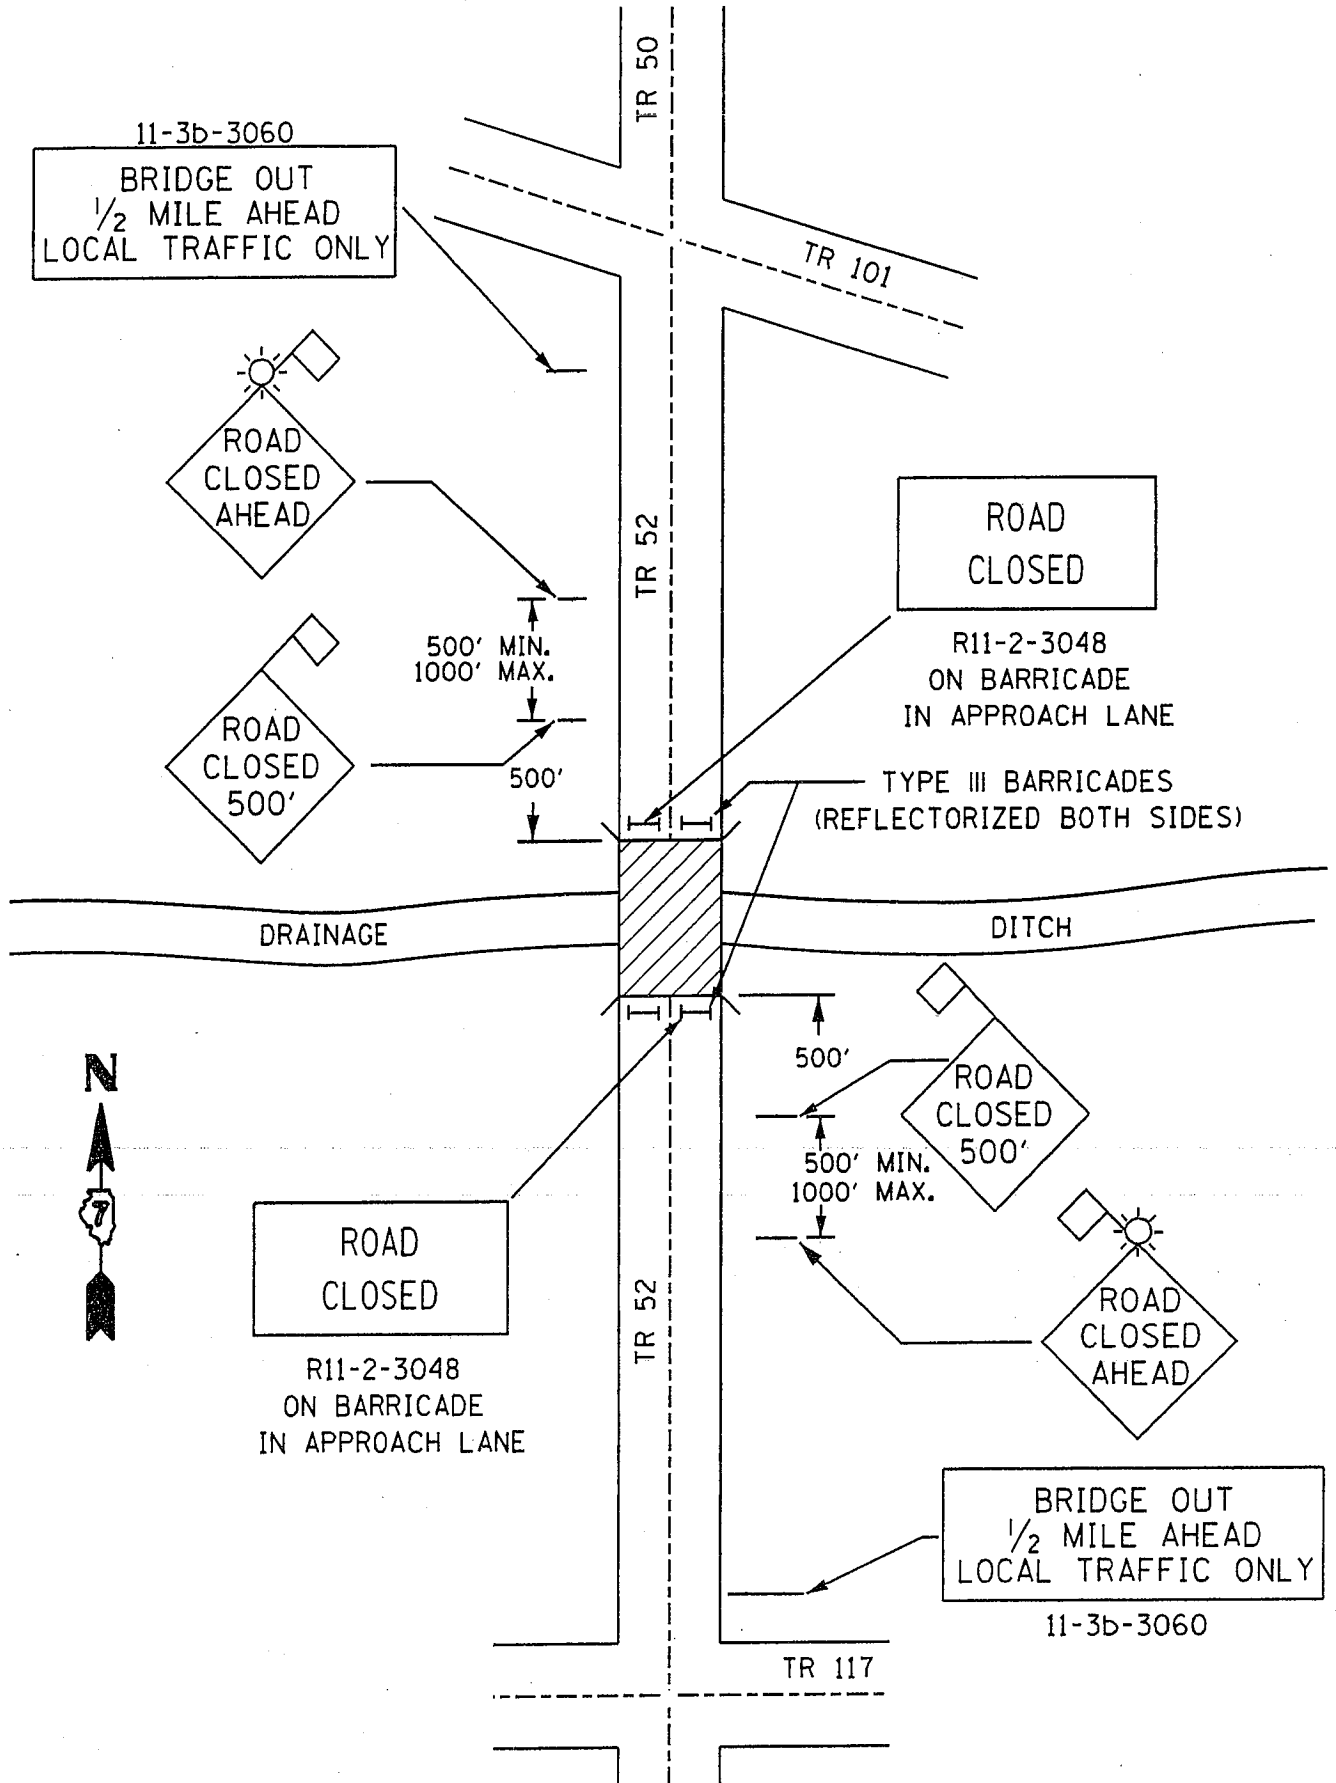 TR 50
11-3b-3060
BRIDGE OUT
1/2 MILE AHEAD
LOCAL TRAFFIC ONLY
TR 101
ROAD
CLOSED
AHEAD
TR 52
ROAD
CLOSED
R11-2-3048
ON BARRICADE
IN APPROACH LANE
500' MIN.
1000' MAX.
ROAD
CLOSED
500'
500'
TYPE III BARRICADES
(REFLECTORIZED BOTH SIDES)
DRAINAGE
DITCH
N
7
500'
ROAD
CLOSED
500'
500' MIN.
1000' MAX.
ROAD
CLOSED
R11-2-3048
ON BARRICADE
IN APPROACH LANE
TR 52
ROAD
CLOSED
AHEAD
BRIDGE OUT
1/2 MILE AHEAD
LOCAL TRAFFIC ONLY
11-3b-3060
TR 117